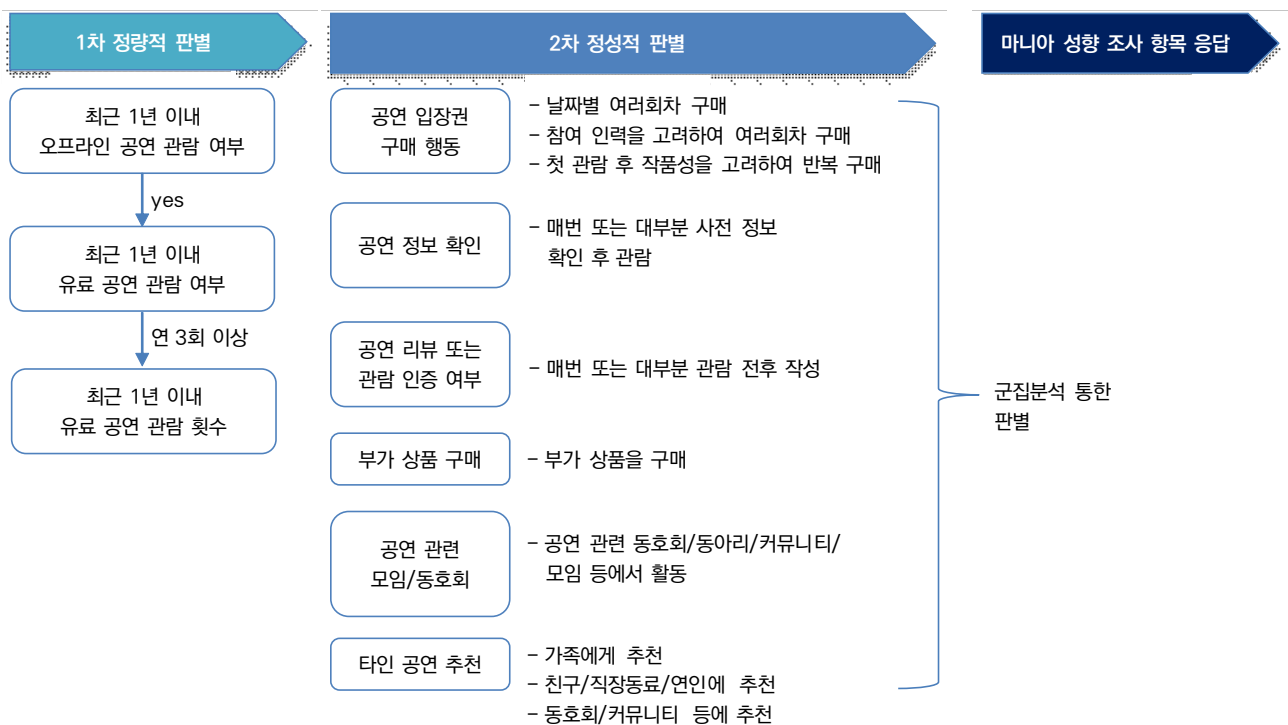 1차 정량적 판별
2차 정성적 판별
마니아 성향 조사 항목 응답
최근 1년 이내
오프라인 공연 관람 여부
yes
최근 1년 이내
유료 공연 관람 여부
연 3회 이상
최근 1년 이내
유료 공연 관람 횟수
공연 입장권
구매 행동
- 날짜별 여러회차 구매
- 참여 인력을 고려하여 여러회차 구매
- 첫 관람 후 작품성을 고려하여 반복 구매
공연 정보 확인
- 매번 또는 대부분 사전 정보
확인 후 관람
공연 리뷰 또는
관람 인증 여부
- 매번 또는 대부분 관람 전후 작성
부가 상품 구매
- 부가 상품을 구매
공연 관련
모임/동호회
- 공연 관련 동호회/동아리/커뮤니티/
모임 등에서 활동
타인 공연 추천
- 가족에게 추천
- 친구/직장동료/연인에 추천
- 동호회/커뮤니티 등에 추천
군집분석 통한
판별